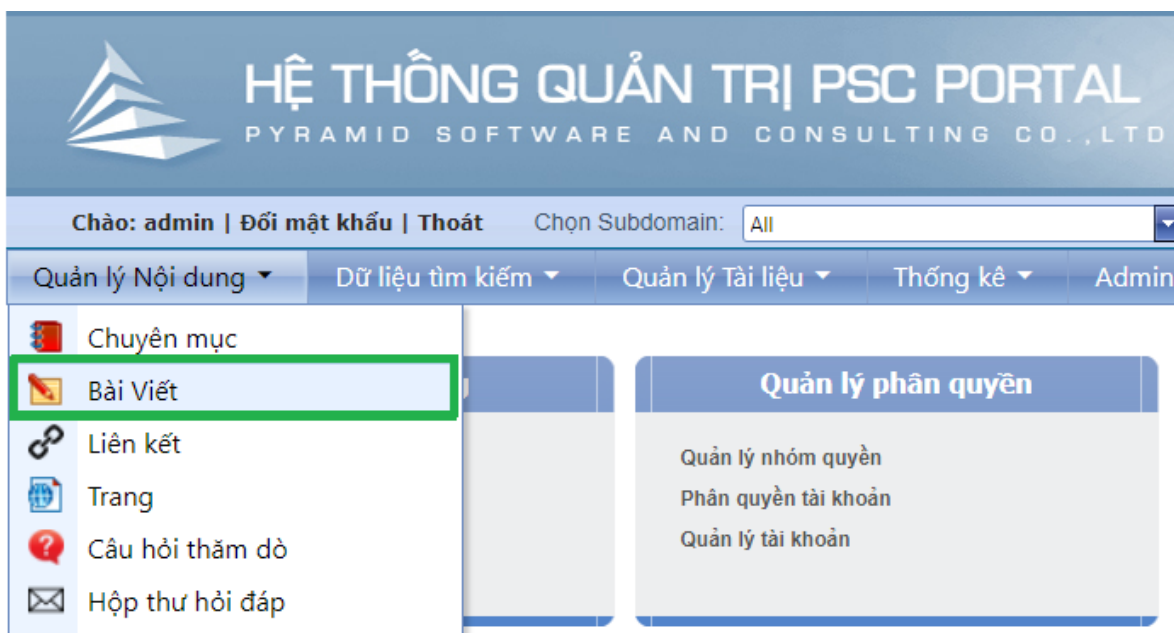 HỆ THỐNG QUẢN TRỊ PSC PORTAL
PYRAMID SOFTWARE AND CONSULTING CO.,LTD
Chào: admin | Đổi mật khẩu | Thoát Chọn Subdomain: All
Quản lý Nội dung Dữ liệu tìm kiếm Quản lý Tài liệu Thống kê Admin
Chuyên mục
Bài Viết
Liên kết
Trang
Câu hỏi thăm dò
Hộp thư hỏi đáp
Quản lý phân quyền
Quản lý nhóm quyền
Phân quyền tài khoản
Quản lý tài khoản